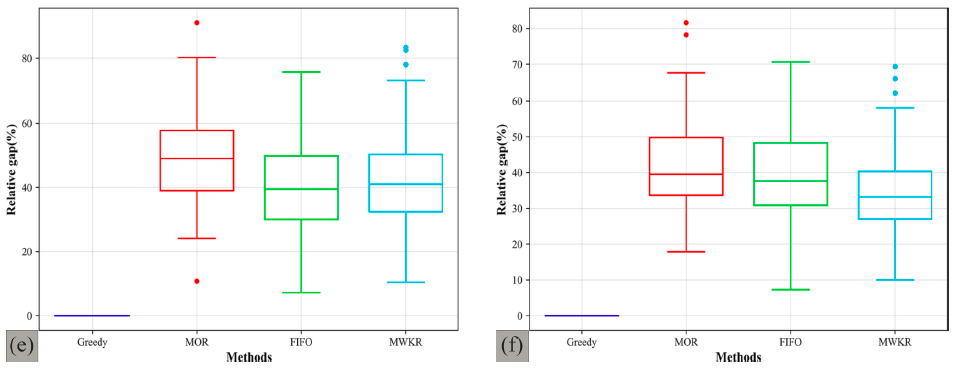 80
60
40
20
0
Relative gap(%)
Greedy MOR FIFO MWKR
Methods
(e)
80
70
60
50
40
30
20
10
0
Relative gap(%)
Greedy MOR FIFO MWKR
Methods
(f)